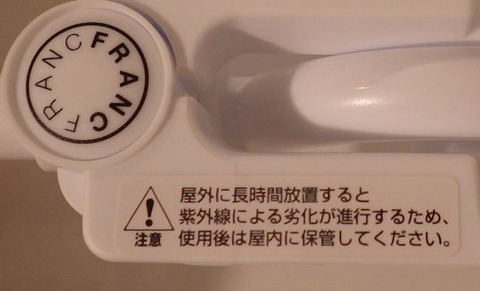 FRANCFRANC
屋外に長時間放置すると
紫外線による劣化が進行するため、
使用後は屋内に保管してください。
注意